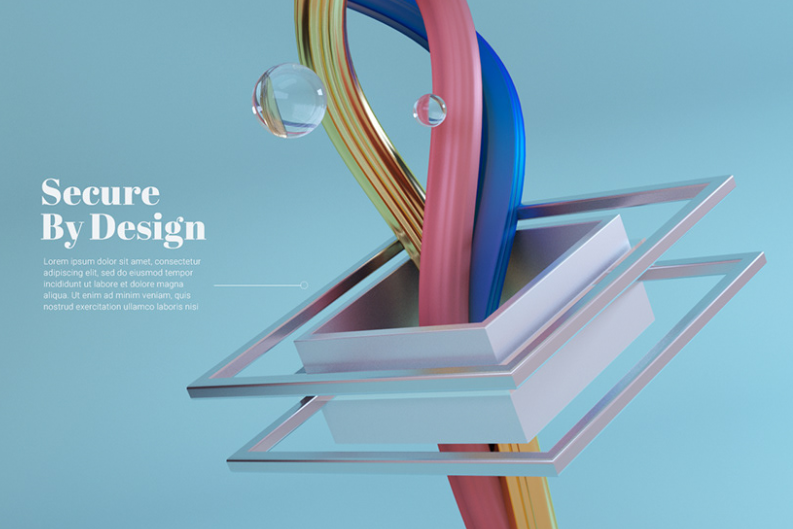 Secure
By Design
Lorem ipsum dolor sit amet, consectetur
adipiscing elit, sed do eiusmod tempor
incididunt ut labore et dolore magna
aliqua. Ut enim ad minim veniam, quis
nostrud exercitation ullamco laboris nisi